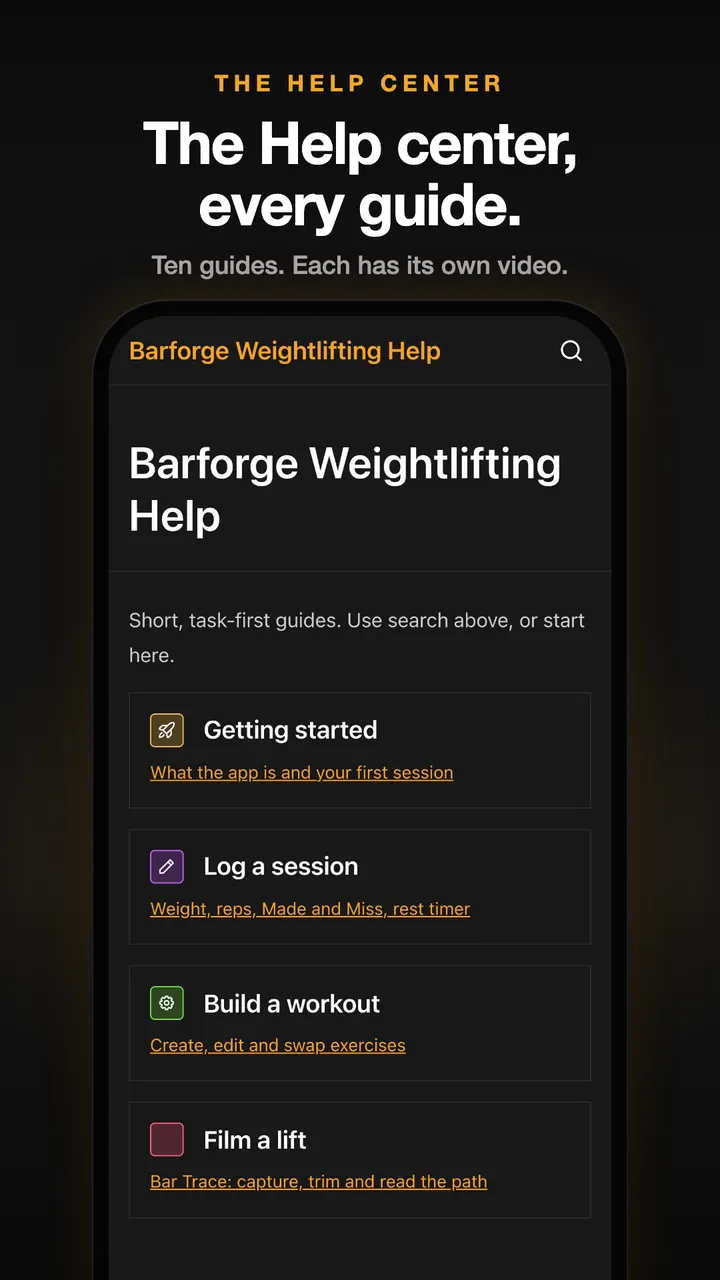 THE HELP CENTER
The Help center,
every guide.
Ten guides. Each has its own video.
Barforge Weightlifting Help
Barforge Weightlifting
Help
Short, task-first guides. Use search above, or start
here.
Getting started
What the app is and your first session
Log a session
Weight, reps, Made and Miss, rest timer
Build a workout
Create, edit and swap exercises
Film a lift
Bar Trace: capture, trim and read the path